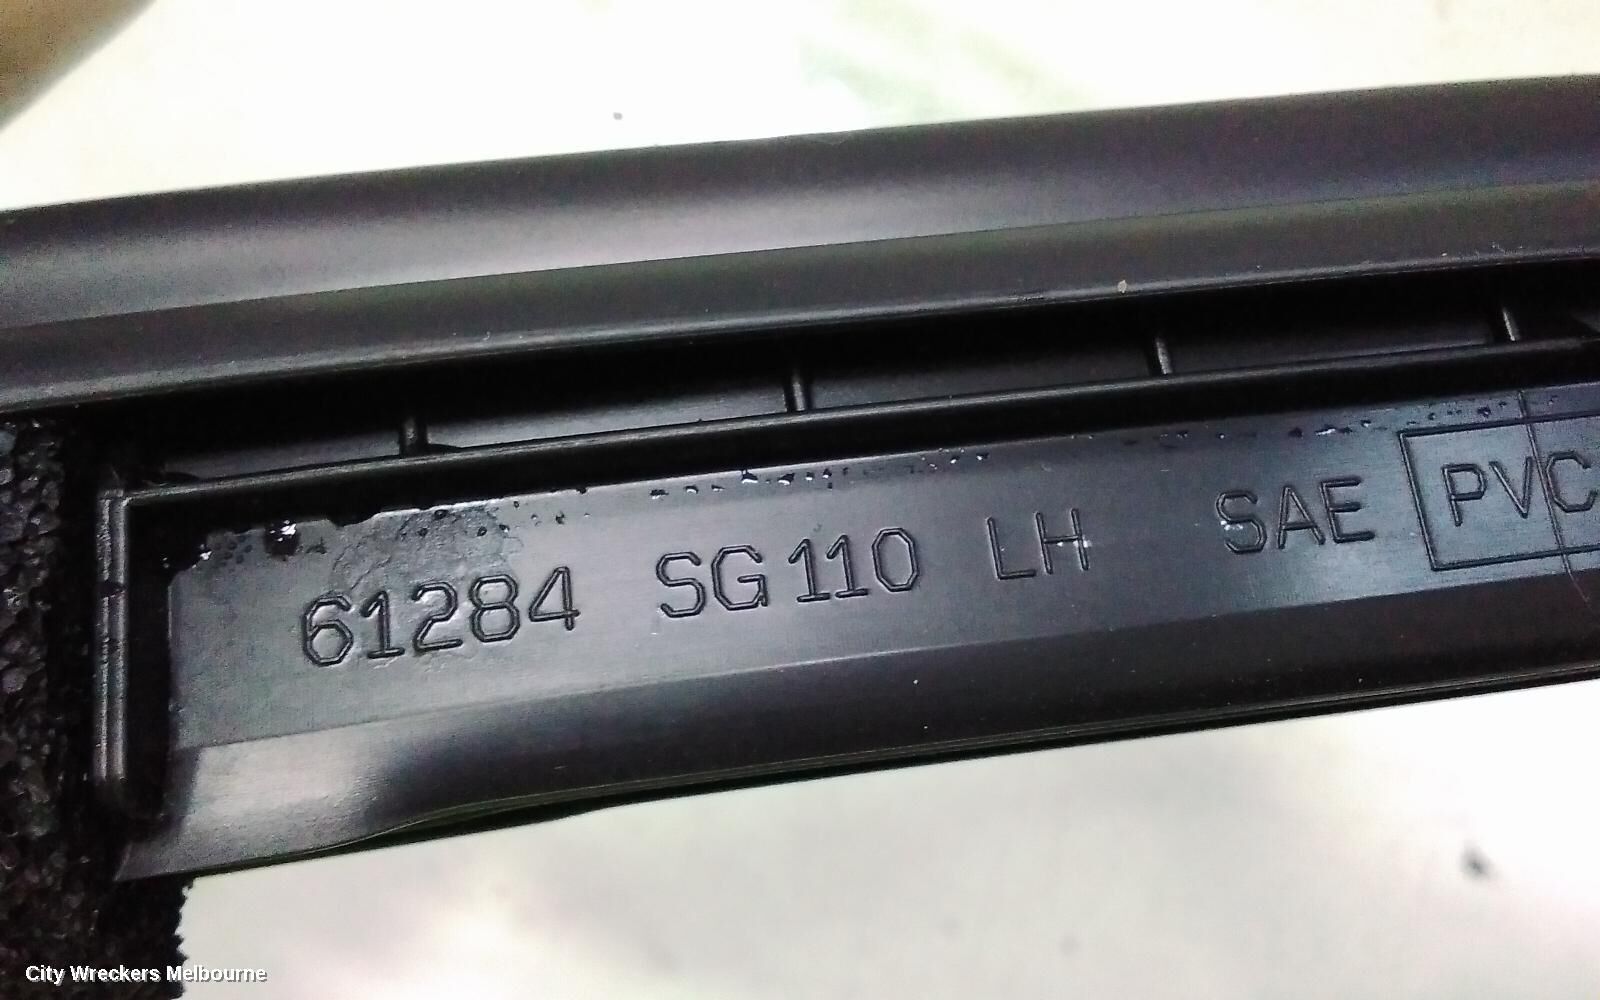 61284 SG110 LH SAE PVC
City Wreckers Melbourne